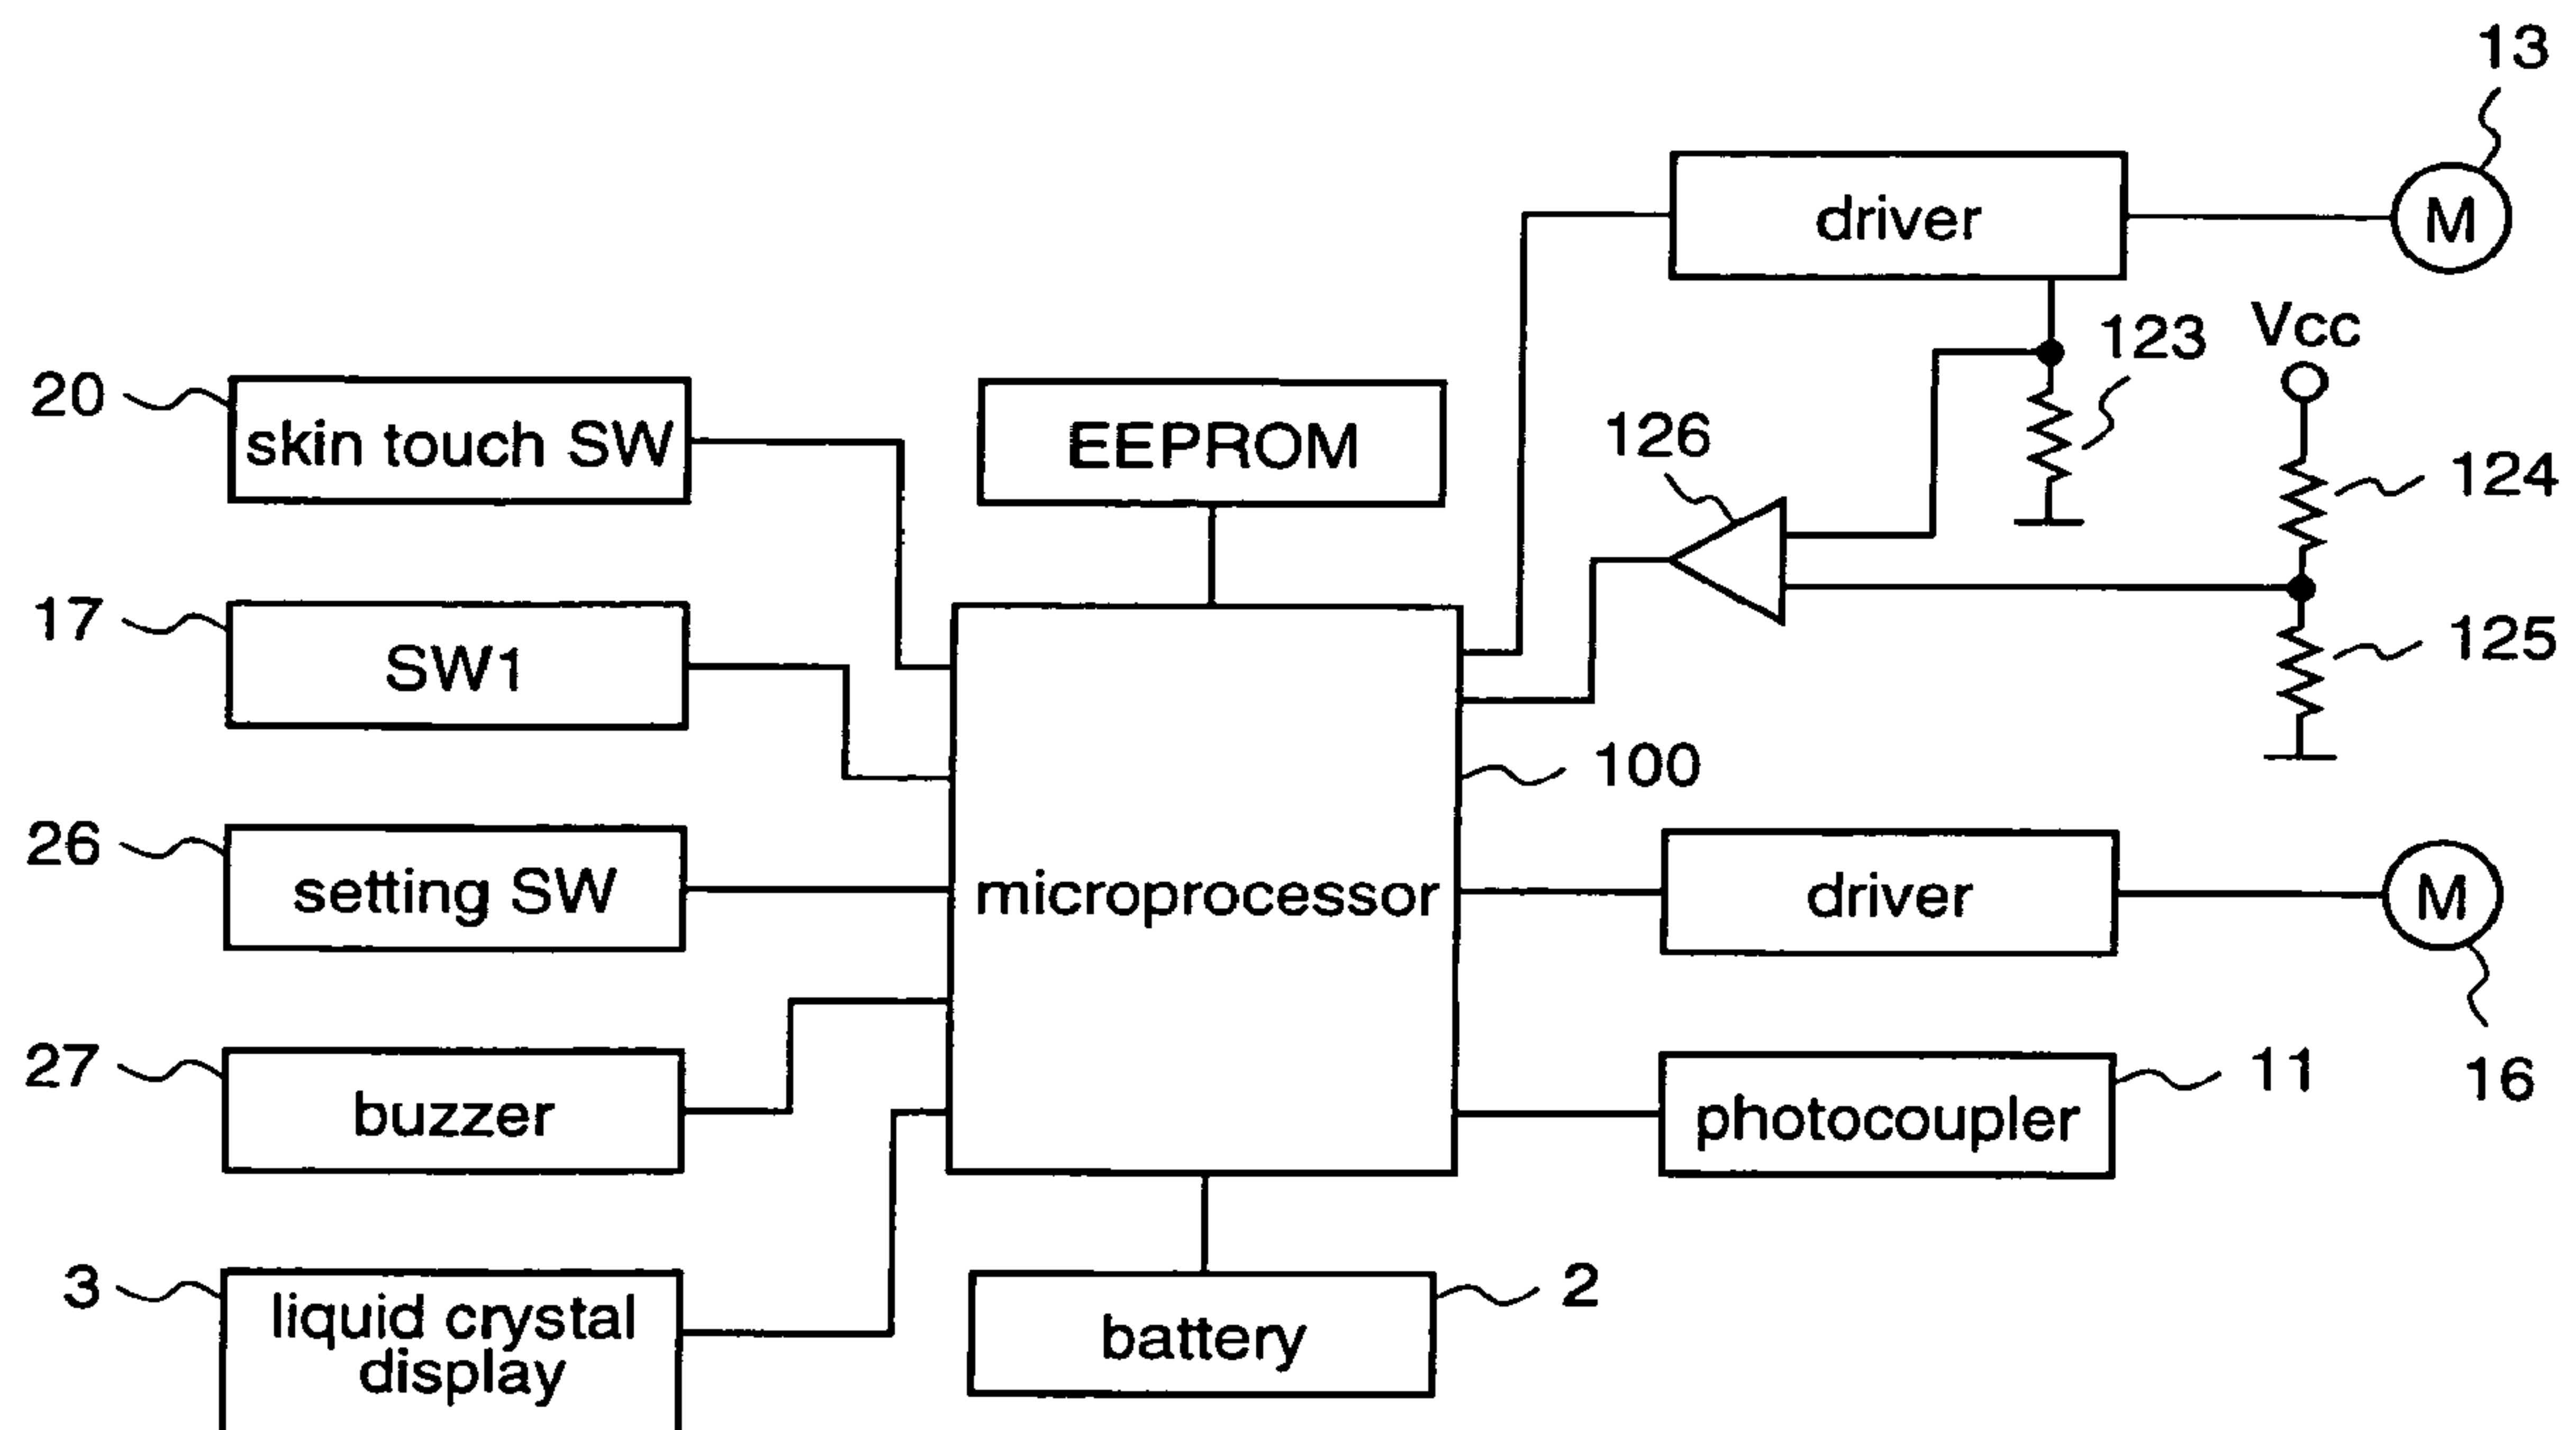 13
driver
M
Vcc
123
20
skin touch SW
EEPROM
126
124
17
SW1
125
100
26
setting SW
microprocessor
driver
M
27
buzzer
photocoupler
11
16
3
liquid crystal
display
battery
2